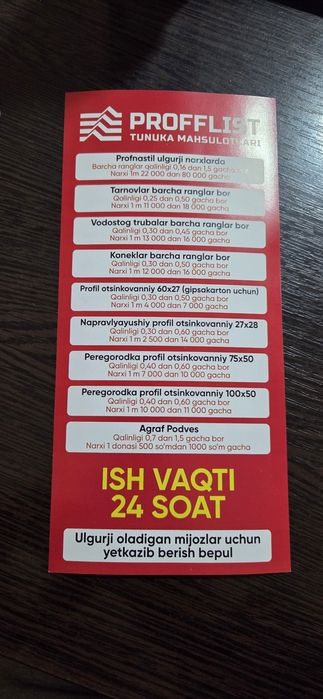 PROFFLIST
TUNUKA MAHSULOTLARI
Profnastil ulgurji narxlarda
Barcha ranglar qalinligi 0,16 dan 1,5 gacha bor
Narxi 1m 22 000 dan 80 000 gacha
Tarnovlar barcha ranglar bor
Qalinligi 0,25 dan 0,50 gacha bor
Narxi 1 m 11 000 dan 18 000 gacha
Vodostog trubalar barcha ranglar bor
Qalinligi 0,30 dan 0,45 gacha bor
Narxi 1 m 13 000 dan 16 000 gacha
Koneklar barcha ranglar bor
Qalinligi 0,30 dan 0,50 gacha bor
Narxi 1 m 12 000 dan 16 000 gacha
Profil otsinkovanniy 60x27 (gipsakarton uchun)
Qalinligi 0,30 dan 0,50 gacha bor
Narxi 1 m 4 000 dan 7 000 gacha
Napravlyayushiy profil otsinkovanniy 27x28
Qalinligi 0,30 dan 0,60 gacha bor
Narxi 1 m 2 500 dan 14 000 gacha
Peregorodka profil otsinkovanniy 75x50
Qalinligi 0,40 dan 0,60 gacha bor
Narxi 1 m 7 000 dan 10 000 gacha
Peregorodka profil otsinkovanniy 100x50
Qalinligi 0,40 dan 0,60 gacha bor
Narxi 1 m 10 000 dan 11 000 gacha
Agraf Podves
Qalinligi 0,7 dan 1,5 gacha bor
Narxi 1 donasi 500 so'mdan 1000 so'm gacha
ISH VAQTI
24 SOAT
Ulgurji oladigan mijozlar uchun
yetkazib berish bepul